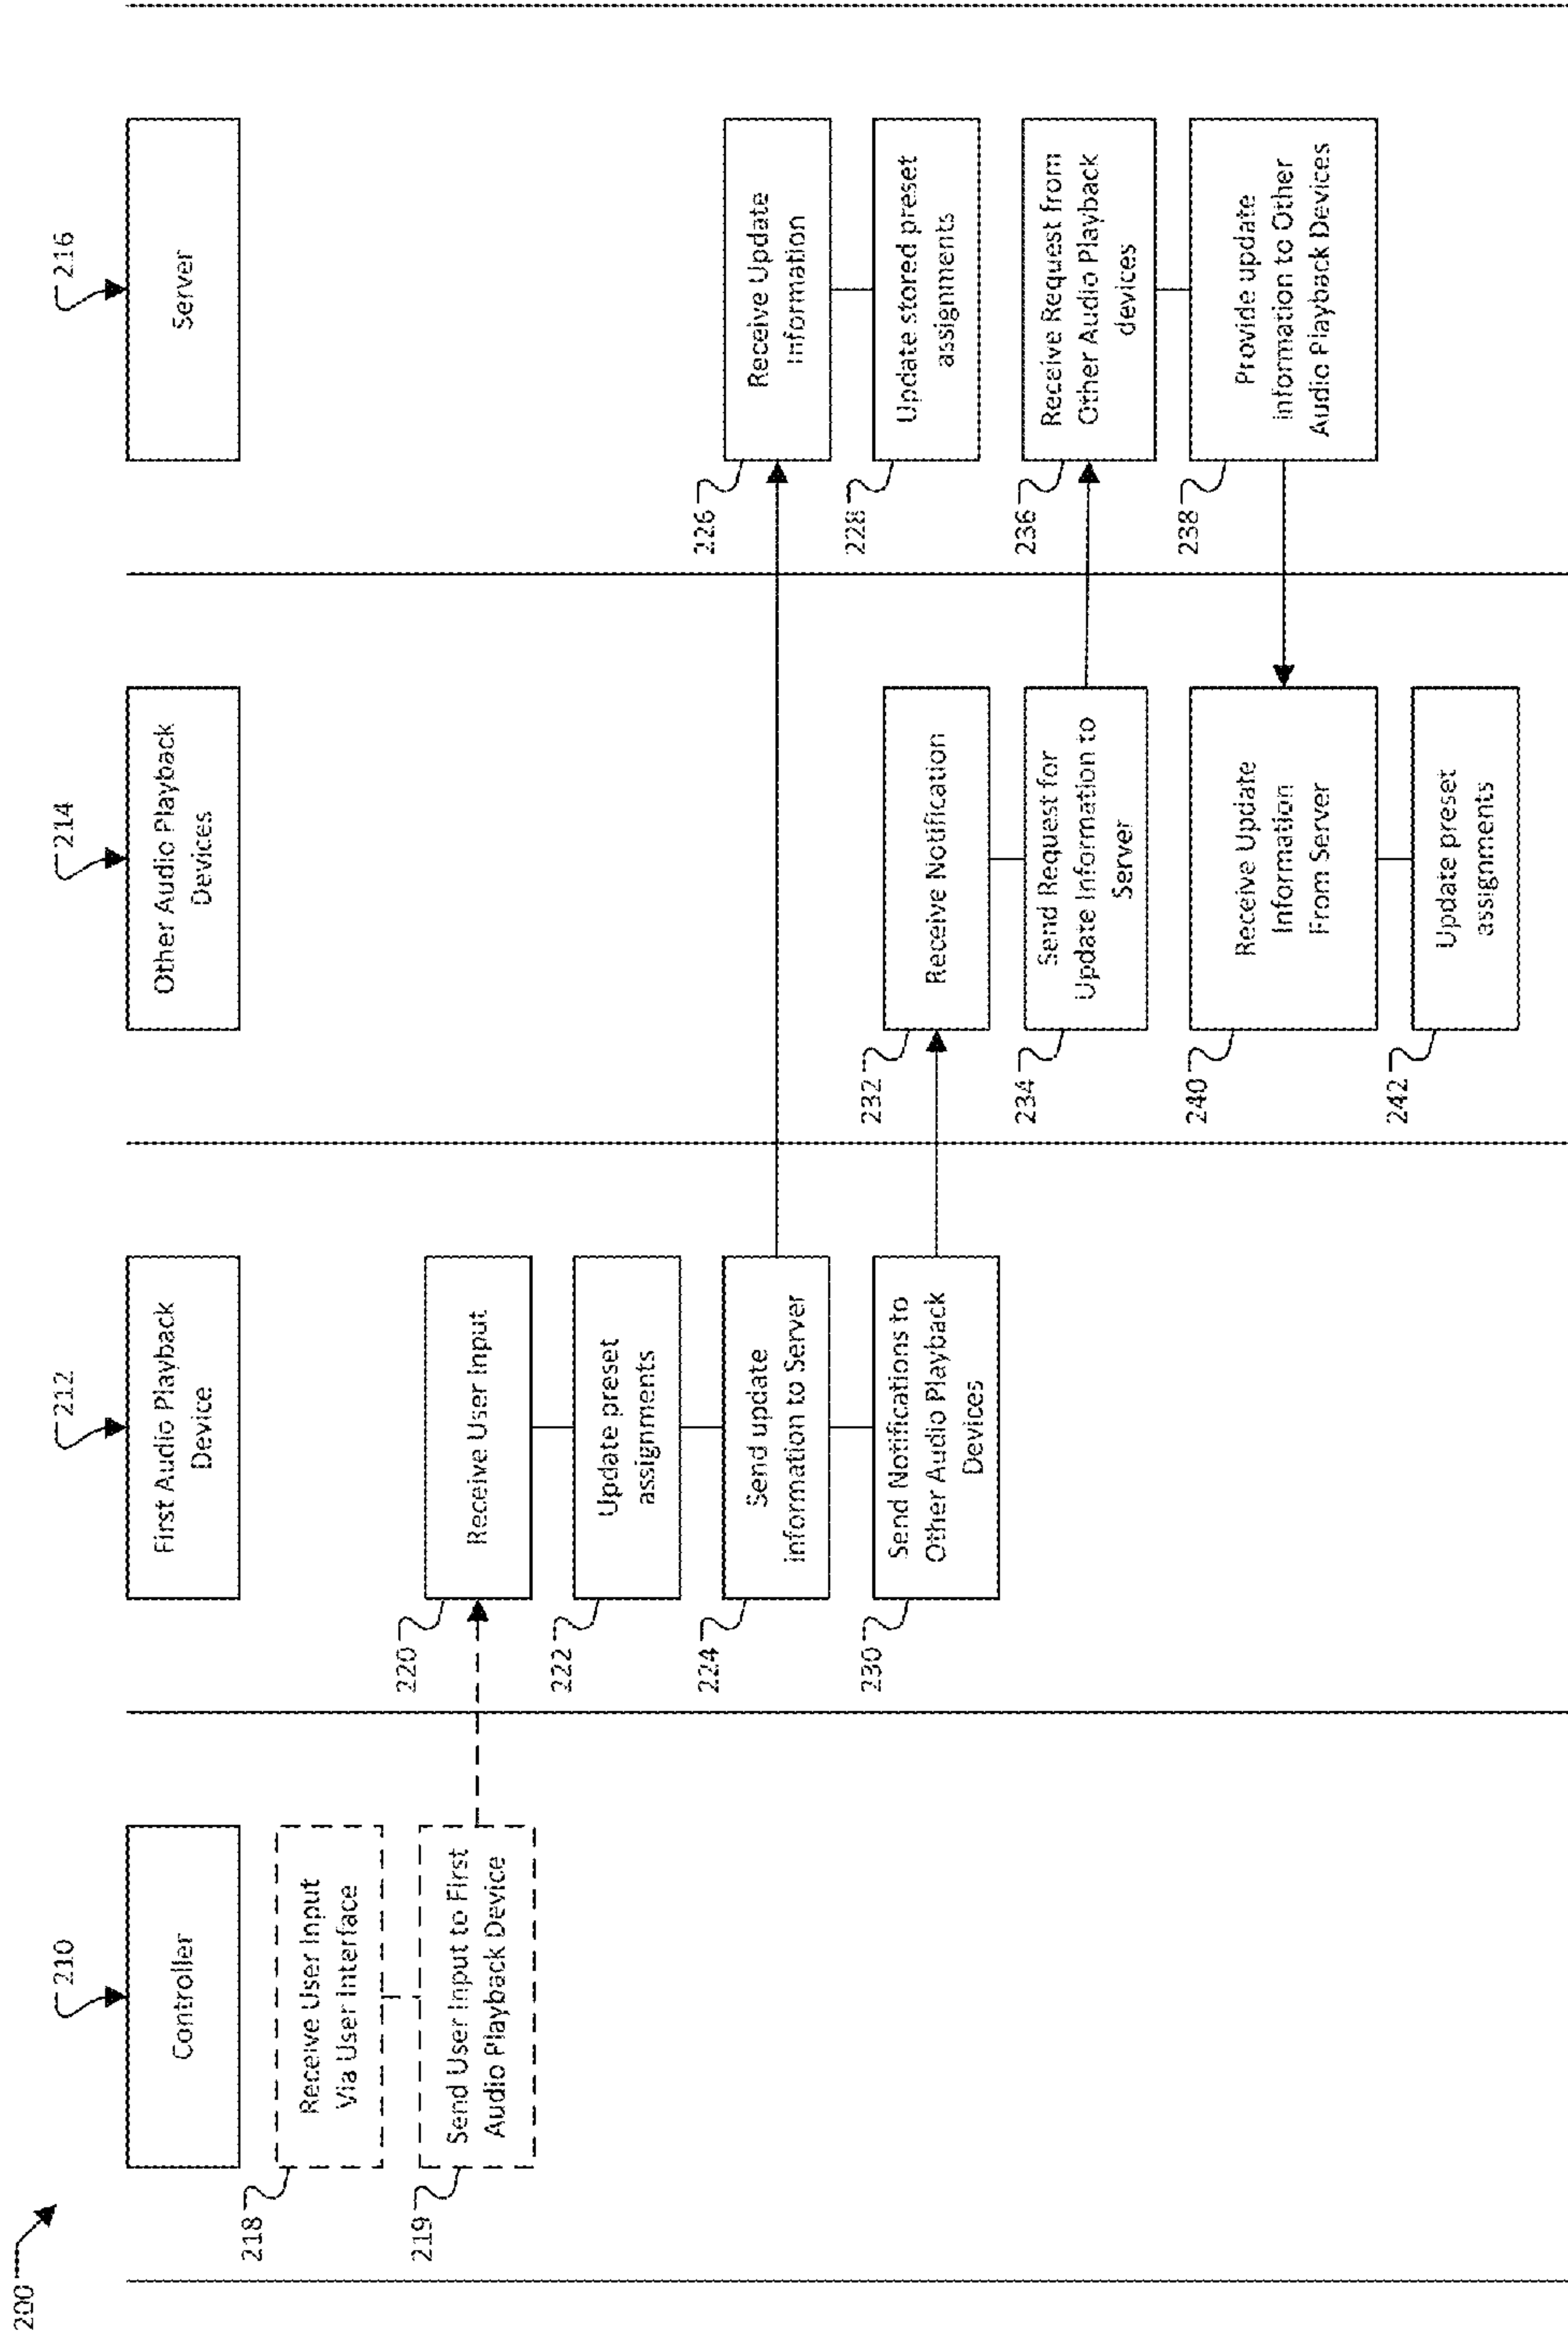 200
210
Controller
212
First Audio Playback
Device
214
Other Audio Playback
Devices
216
Server
218
Receive User Input
Via User Interface
219
Send User Input to First
Audio Playback Device
220
Receive User Input
222
Update preset
assignments
224
Send update
information to Server
226
Receive Update
Information
228
Update stored preset
assignments
230
Send Notifications to
Other Audio Playback
Devices
232
Receive Notification
234
Send Request for
Update Information to
Server
236
Receive Request from
Other Audio Playback
devices
238
Provide update
information to Other
Audio Playback Devices
240
Receive Update
Information
From Server
242
Update preset
assignments